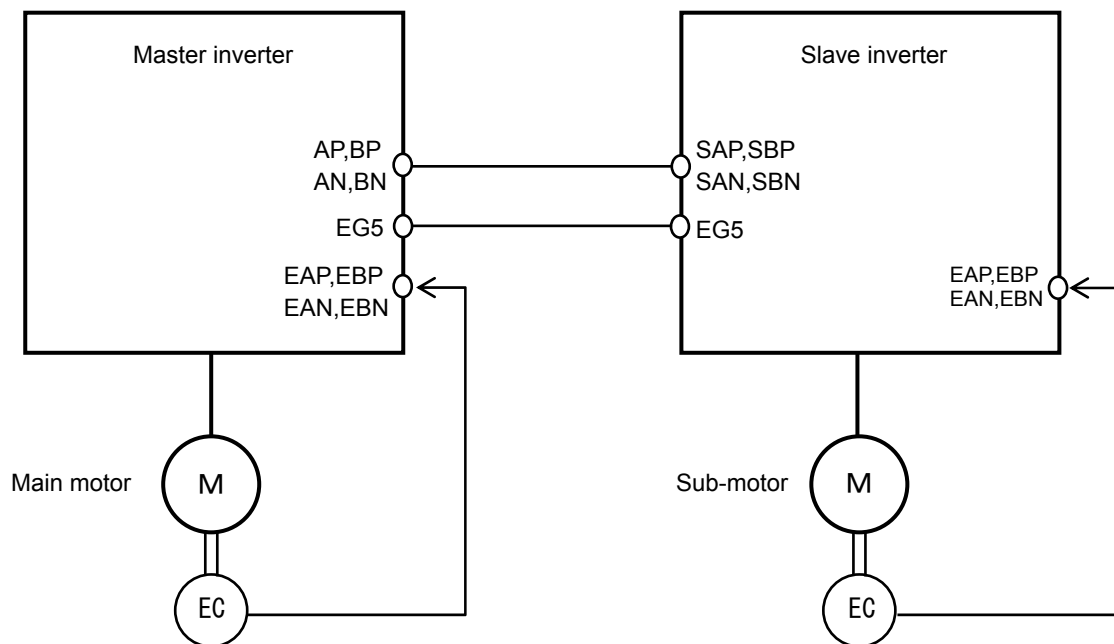 Master inverter
Slave inverter
AP,BP
AN,BN
SAP,SBP
SAN,SBN
EG5
EG5
EAP,EBP
EAN,EBN
EAP,EBP
EAN,EBN
Main motor
M
Sub-motor
M
EC
EC